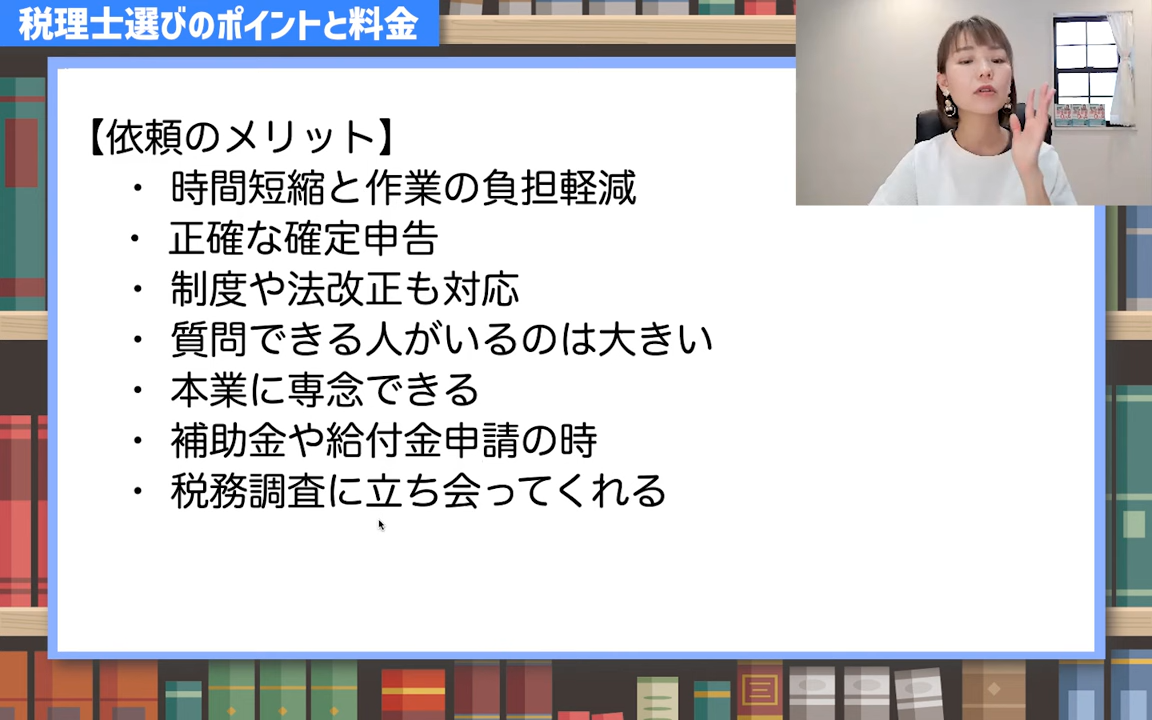 税理士選びのポイントと料金
【依頼のメリット】
・ 時間短縮と作業の負担軽減
・ 正確な確定申告
・ 制度や法改正も対応
・ 質問できる人がいるのは大きい
・ 本業に専念できる
・ 補助金や給付金申請の時
・ 税務調査に立ち会ってくれる